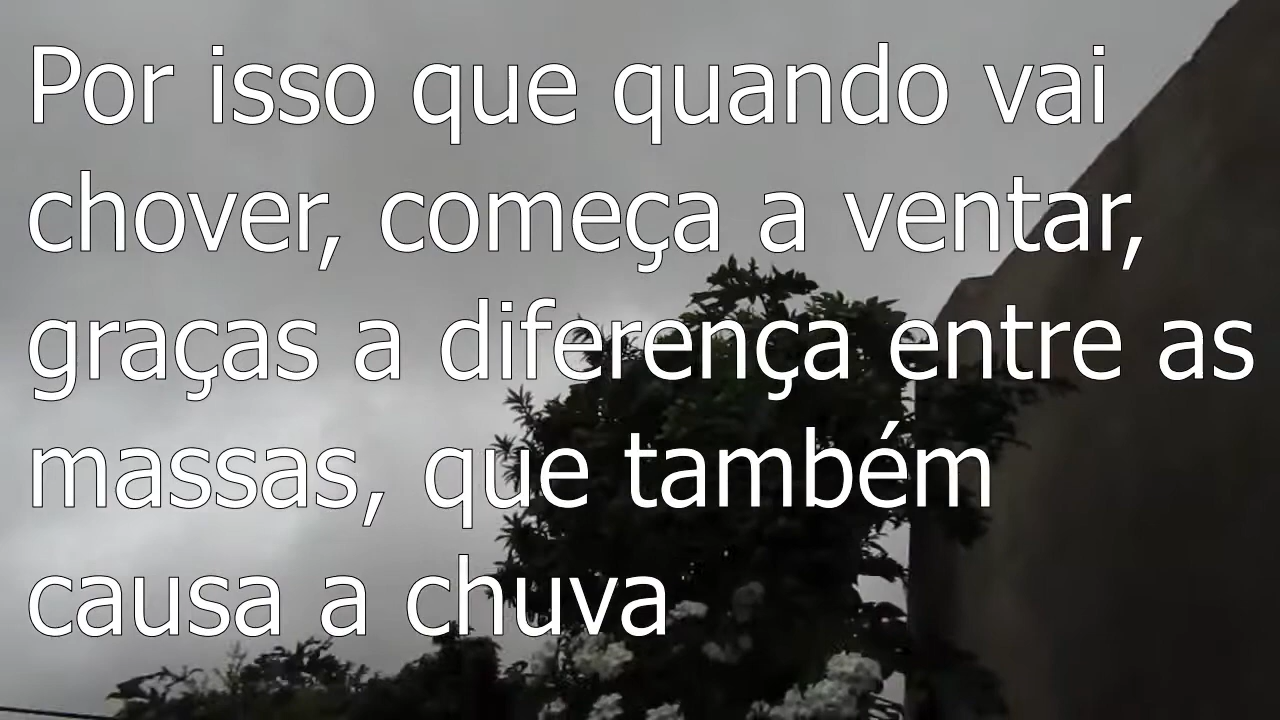 Por isso que quando vai
chover, começa a ventar,
graças a diferença entre as
massas, que também
causa a chuva